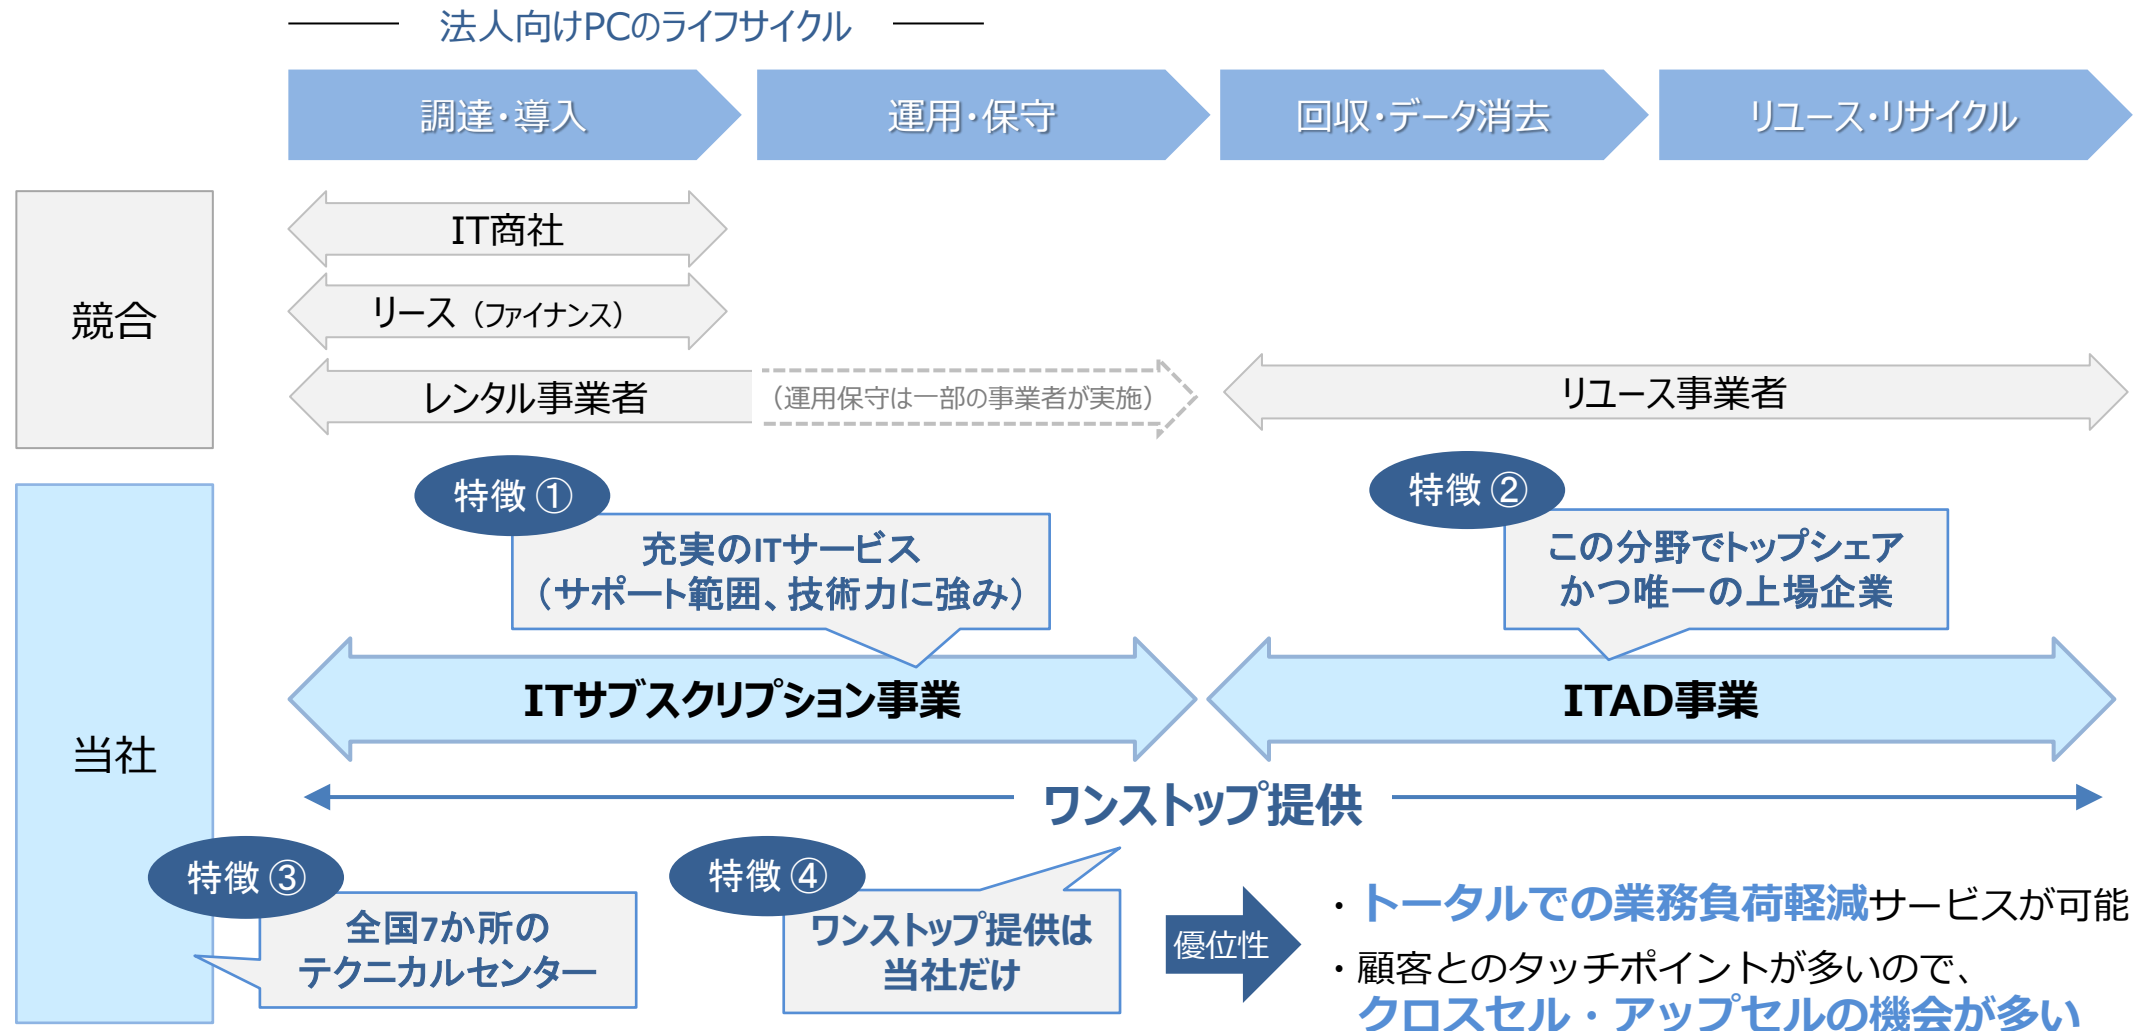 法人向けPCのライフサイクル
調達・導入
運用・保守
回収・データ消去
リユース・リサイクル
競合
IT商社
リース（ファイナンス）
レンタル事業者
（運用保守は一部の事業者が実施）
リユース事業者
当社
特徴 ①
充実のITサービス
（サポート範囲、技術力に強み）
特徴 ②
この分野でトップシェア
かつ唯一の上場企業
ITサブスクリプション事業
ITAD事業
ワンストップ提供
特徴 ③
全国7か所の
テクニカルセンター
特徴 ④
ワンストップ提供は
当社だけ
優位性
・トータルでの業務負荷軽減サービスが可能
・顧客とのタッチポイントが多いので、
クロスセル・アップセルの機会が多い